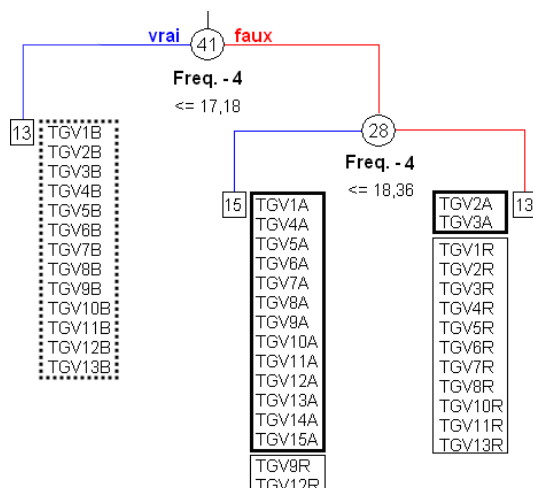 vrai 41 faux
Freq. - 4
<= 17,18
13
TGV1B
TGV2B
TGV3B
TGV4B
TGV5B
TGV6B
TGV7B
TGV8B
TGV9B
TGV10B
TGV11B
TGV12B
TGV13B
28
Freq. - 4
<= 18,36
15
TGV1A
TGV4A
TGV5A
TGV6A
TGV7A
TGV8A
TGV9A
TGV10A
TGV11A
TGV12A
TGV13A
TGV14A
TGV15A
TGV9R
TGV12R
13
TGV2A
TGV3A
TGV1R
TGV2R
TGV3R
TGV4R
TGV5R
TGV6R
TGV7R
TGV8R
TGV10R
TGV11R
TGV13R